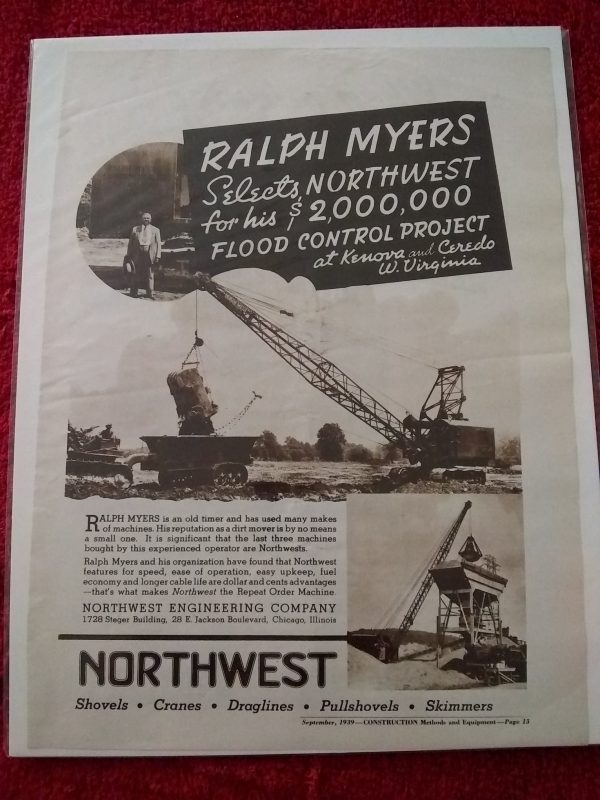 RALPH MYERS
Selects NORTHWEST
for his $2,000,000
FLOOD CONTROL PROJECT
at Kenova and Ceredo
W. Virginia
RALPH MYERS is an old timer and has used many makes
of machines. His reputation as a dirt mover is by no means
a small one. It is significant that the last three machines
bought by this experienced operator are Northwests.
Ralph Myers and his organization have found that Northwest
features for speed, ease of operation, easy upkeep, fuel
economy and longer cable life are dollar and cents advantages
—that's what makes Northwest the Repeat Order Machine.
NORTHWEST ENGINEERING COMPANY
1728 Steger Building, 28 E. Jackson Boulevard, Chicago, Illinois
NORTHWEST
Shovels • Cranes • Draglines • Pullshovels • Skimmers
September, 1939—CONSTRUCTION Methods and Equipment—Page 13